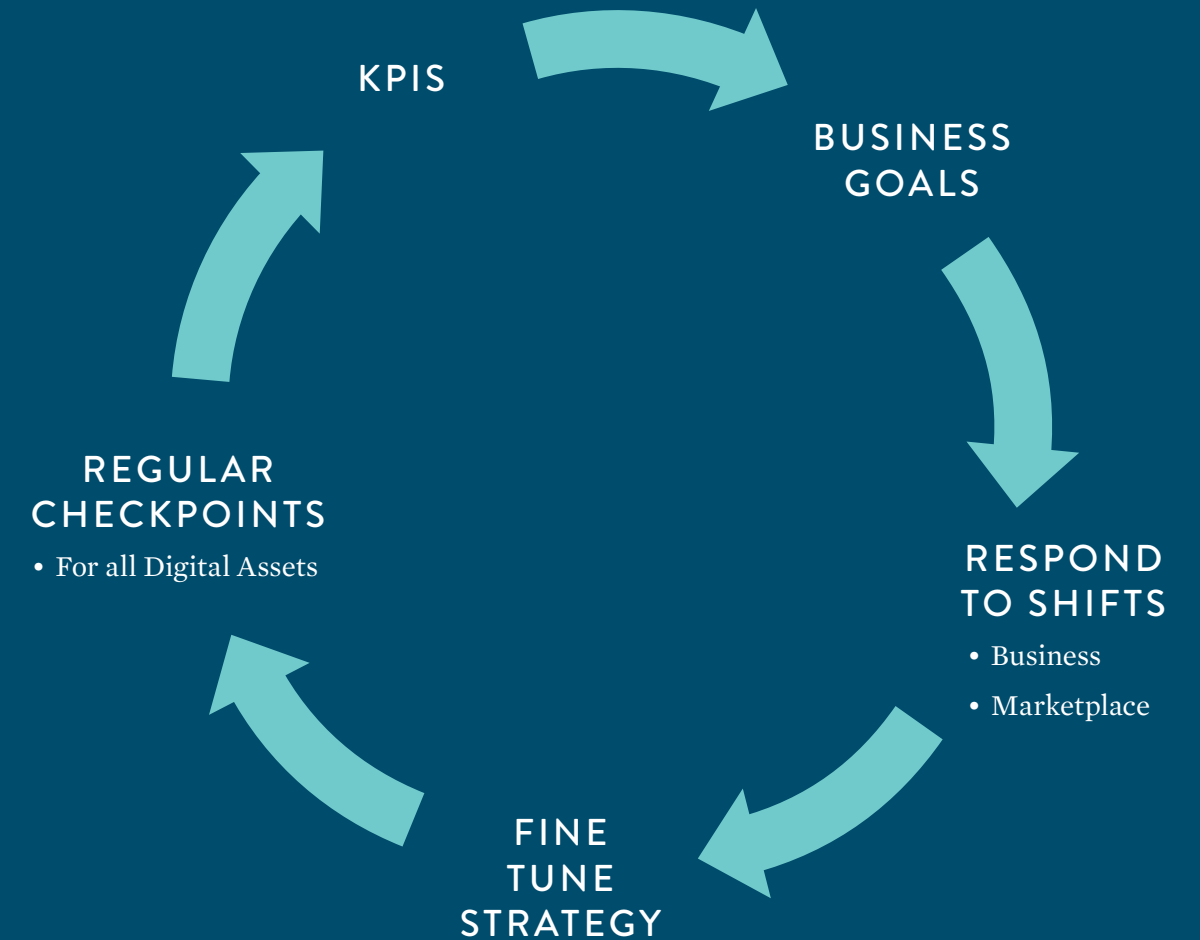 KPIS
BUSINESS
GOALS
RESPOND
TO SHIFTS
• Business
• Marketplace
FINE
TUNE
STRATEGY
REGULAR
CHECKPOINTS
• For all Digital Assets